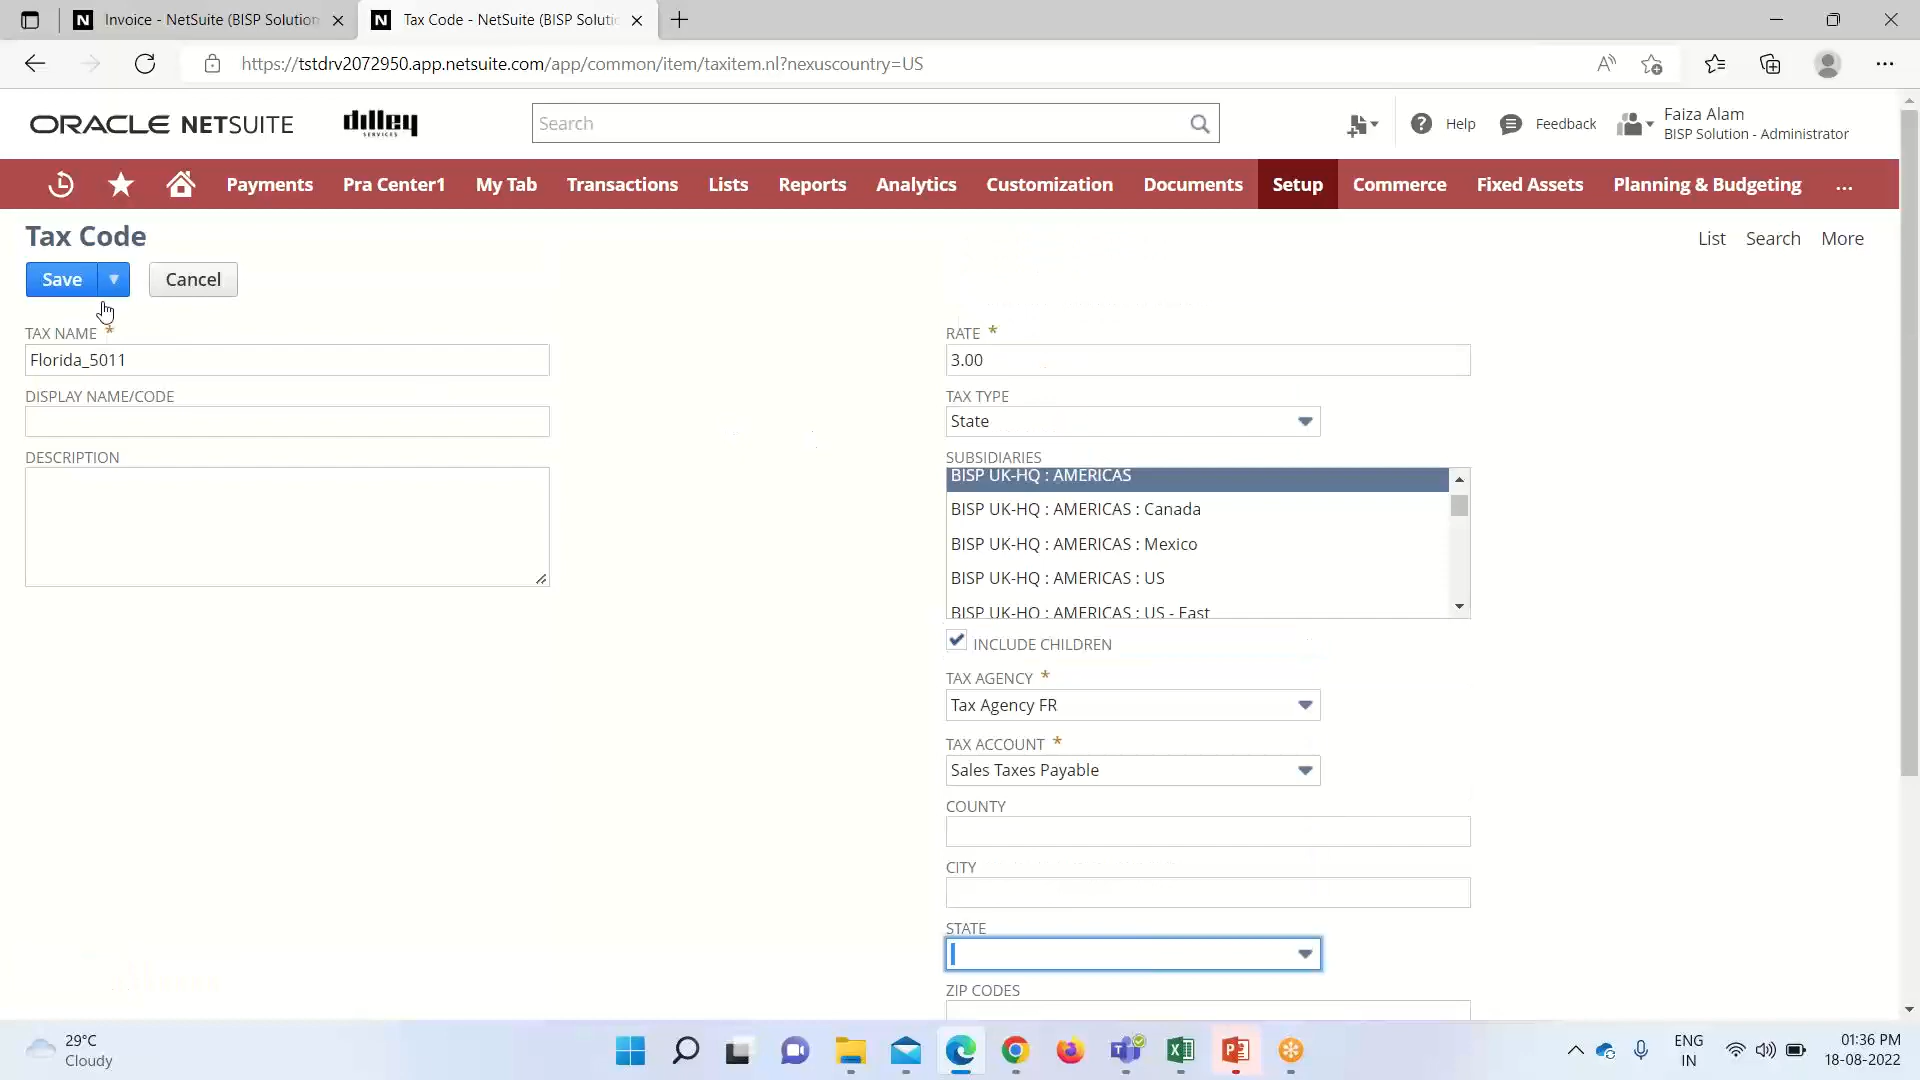 Invoice - NetSuite (BISP Solution
Tax Code - NetSuite (BISP Soluti
https://tstdrv2072950.app.netsuite.com/app/common/item/taxitem.nl?nexuscountry=US
ORACLE NETSUITE
dilley
SERVICES
Search
Help
Feedback
Faiza Alam
BISP Solution - Administrator
Payments
Pra Center1
My Tab
Transactions
Lists
Reports
Analytics
Customization
Documents
Setup
Commerce
Fixed Assets
Planning & Budgeting
...
Tax Code
List
Search
More
Save
Cancel
TAX NAME *
Florida_5011
DISPLAY NAME/CODE
DESCRIPTION
RATE *
3.00
TAX TYPE
State
SUBSIDIARIES
BISP UK-HQ : AMERICAS
BISP UK-HQ : AMERICAS : Canada
BISP UK-HQ : AMERICAS : Mexico
BISP UK-HQ : AMERICAS : US
BISP UK-HQ : AMERICAS : US - East
INCLUDE CHILDREN
TAX AGENCY *
Tax Agency FR
TAX ACCOUNT *
Sales Taxes Payable
COUNTY
CITY
STATE
ZIP CODES
29°C
Cloudy
ENG
IN
01:36 PM
18-08-2022